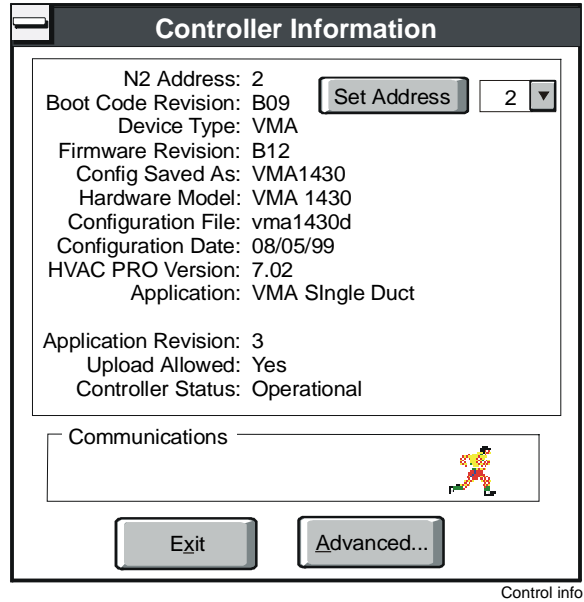 Controller Information
N2 Address: 2
Set Address
2
Boot Code Revision: B09
Device Type: VMA
Firmware Revision: B12
Config Saved As: VMA1430
Hardware Model: VMA 1430
Configuration File: vma1430d
Configuration Date: 08/05/99
HVAC PRO Version: 7.02
Application: VMA SIngle Duct
Application Revision: 3
Upload Allowed: Yes
Controller Status: Operational
Communications
Exit
Advanced...
Control info